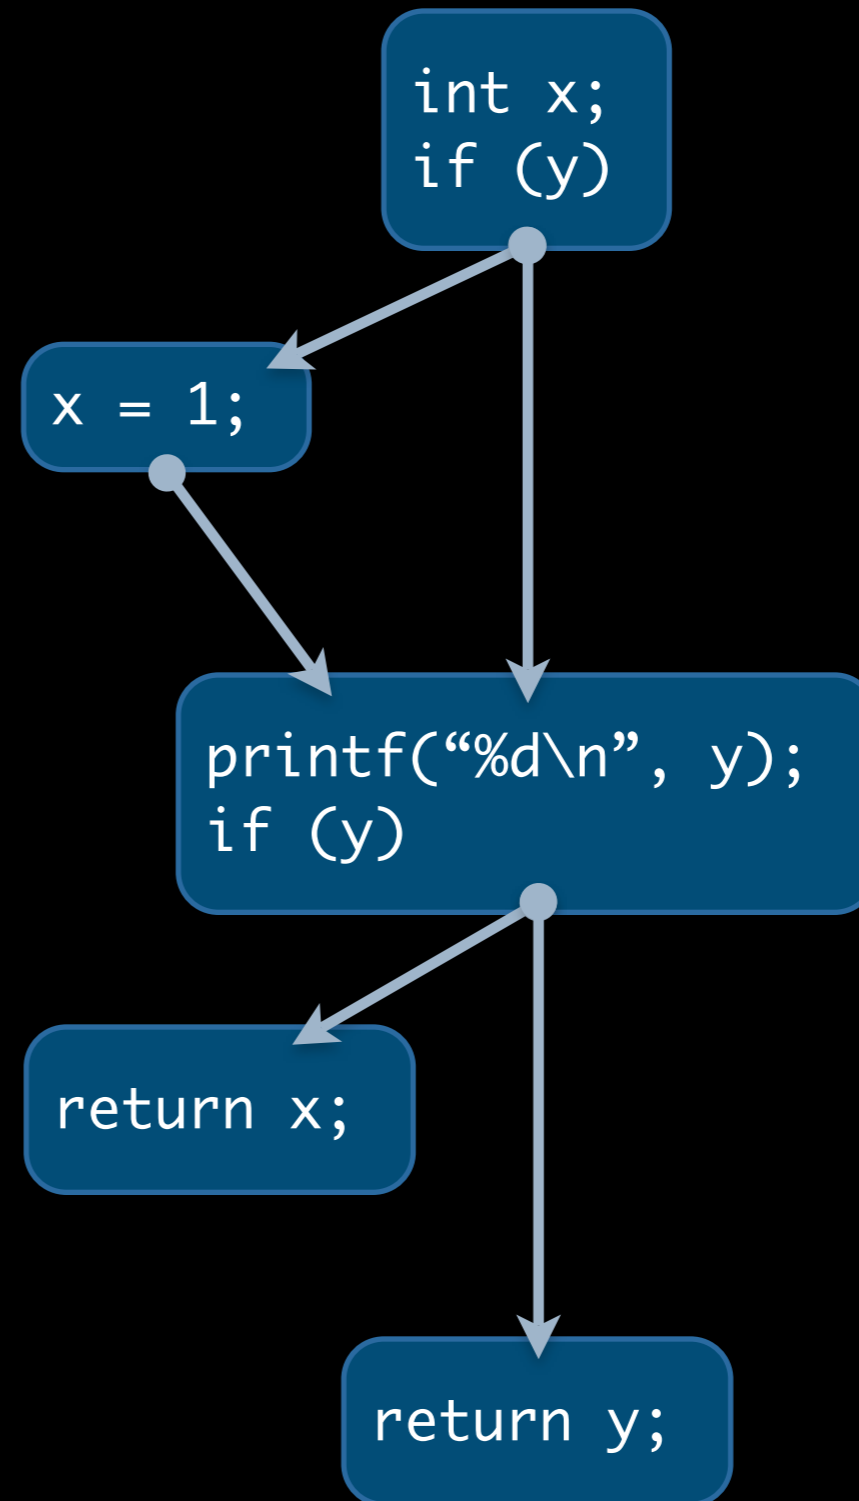 int x;
if (y)
x = 1;
printf(“%d\n”, y);
if (y)
return x;
return y;